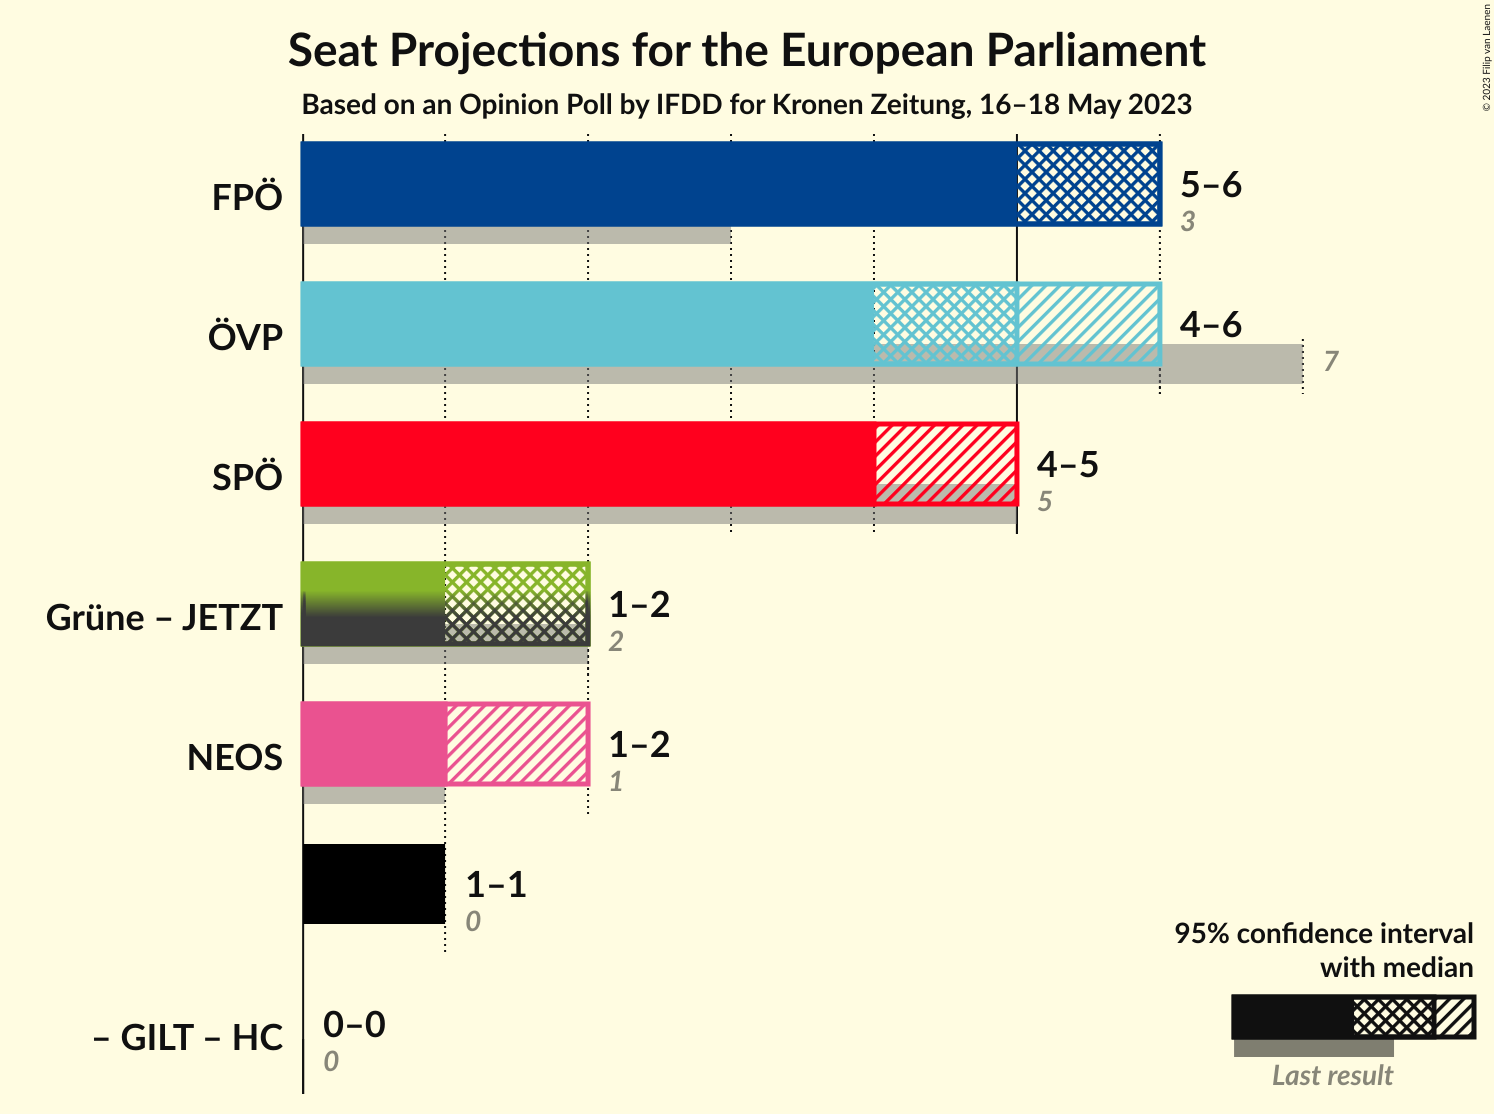 Seat Projections for the European Parliament
Based on an Opinion Poll by IFDD for Kronen Zeitung, 16–18 May 2023
© 2023 Filip van Laenen
FPÖ
5–6
3
ÖVP
4–6
7
SPÖ
4–5
5
Grüne – JETZT
1–2
2
NEOS
1–2
1
1–1
0
– GILT – HC
0–0
0
95% confidence interval
with median
Last result